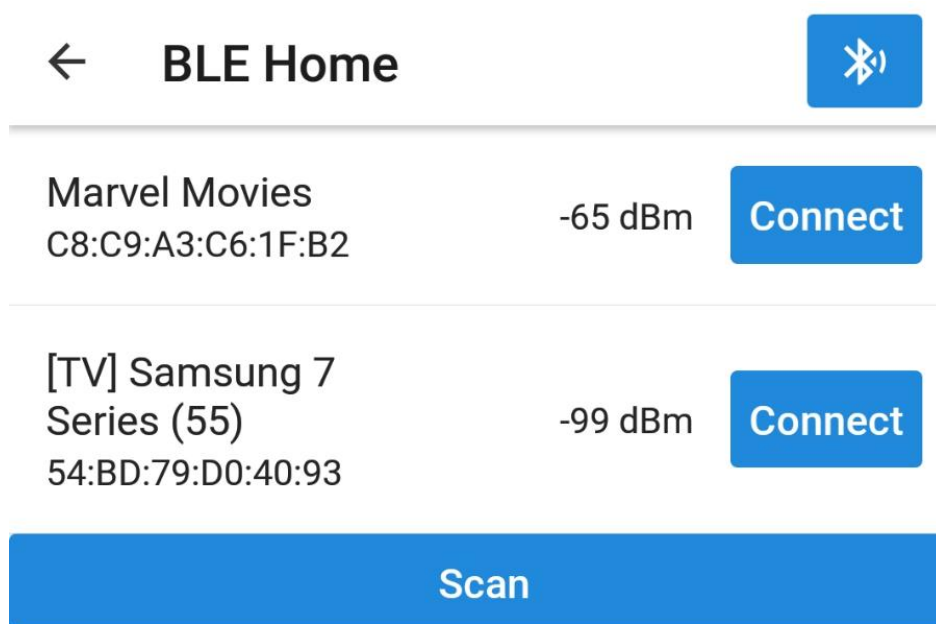 BLE Home
Marvel Movies
C8:C9:A3:C6:1F:B2
-65 dBm
Connect
[TV] Samsung 7
Series (55)
54:BD:79:D0:40:93
-99 dBm
Connect
Scan